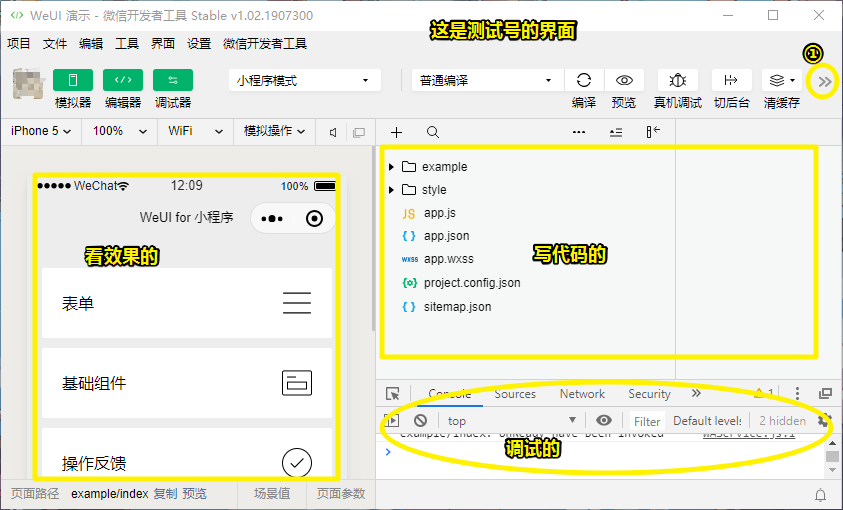 WeUI 演示 - 微信开发者工具 Stable v1.02.1907300
项目 文件 编辑 工具 界面 设置 微信开发者工具
这是测试号的界面
①
小程序模式 普通编译
模拟器 编辑器 调试器 编译 预览 真机调试 切后台 清缓存
iPhone 5 100% WiFi 模拟操作
WeChat 12:09 100%
WeUI for 小程序
看效果的
表单
基础组件
操作反馈
example
style
JS app.js
{ } app.json
wxss app.wxss
{o} project.config.json
{ } sitemap.json
写代码的
Console Sources Network Security 1
top Filter Default levels 2 hidden
example/index: onReady have been invoked WAService.js:1
调试的
页面路径 example/index 复制 预览 场景值 页面参数